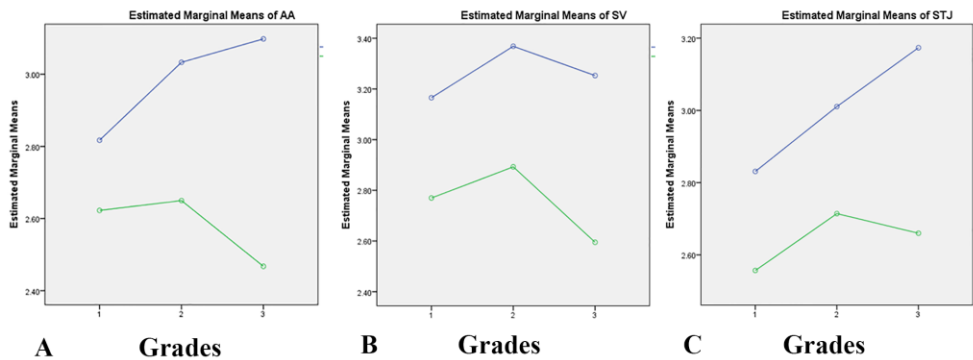 Estimated Marginal Means of AA
Estimated Marginal Means
3.00
2.80
2.60
2.40
1 2 3
A Grades
Estimated Marginal Means of SV
Estimated Marginal Means
3.40
3.20
3.00
2.80
2.60
2.40
1 2 3
B Grades
Estimated Marginal Means of STJ
Estimated Marginal Means
3.20
3.00
2.80
2.60
1 2 3
C Grades